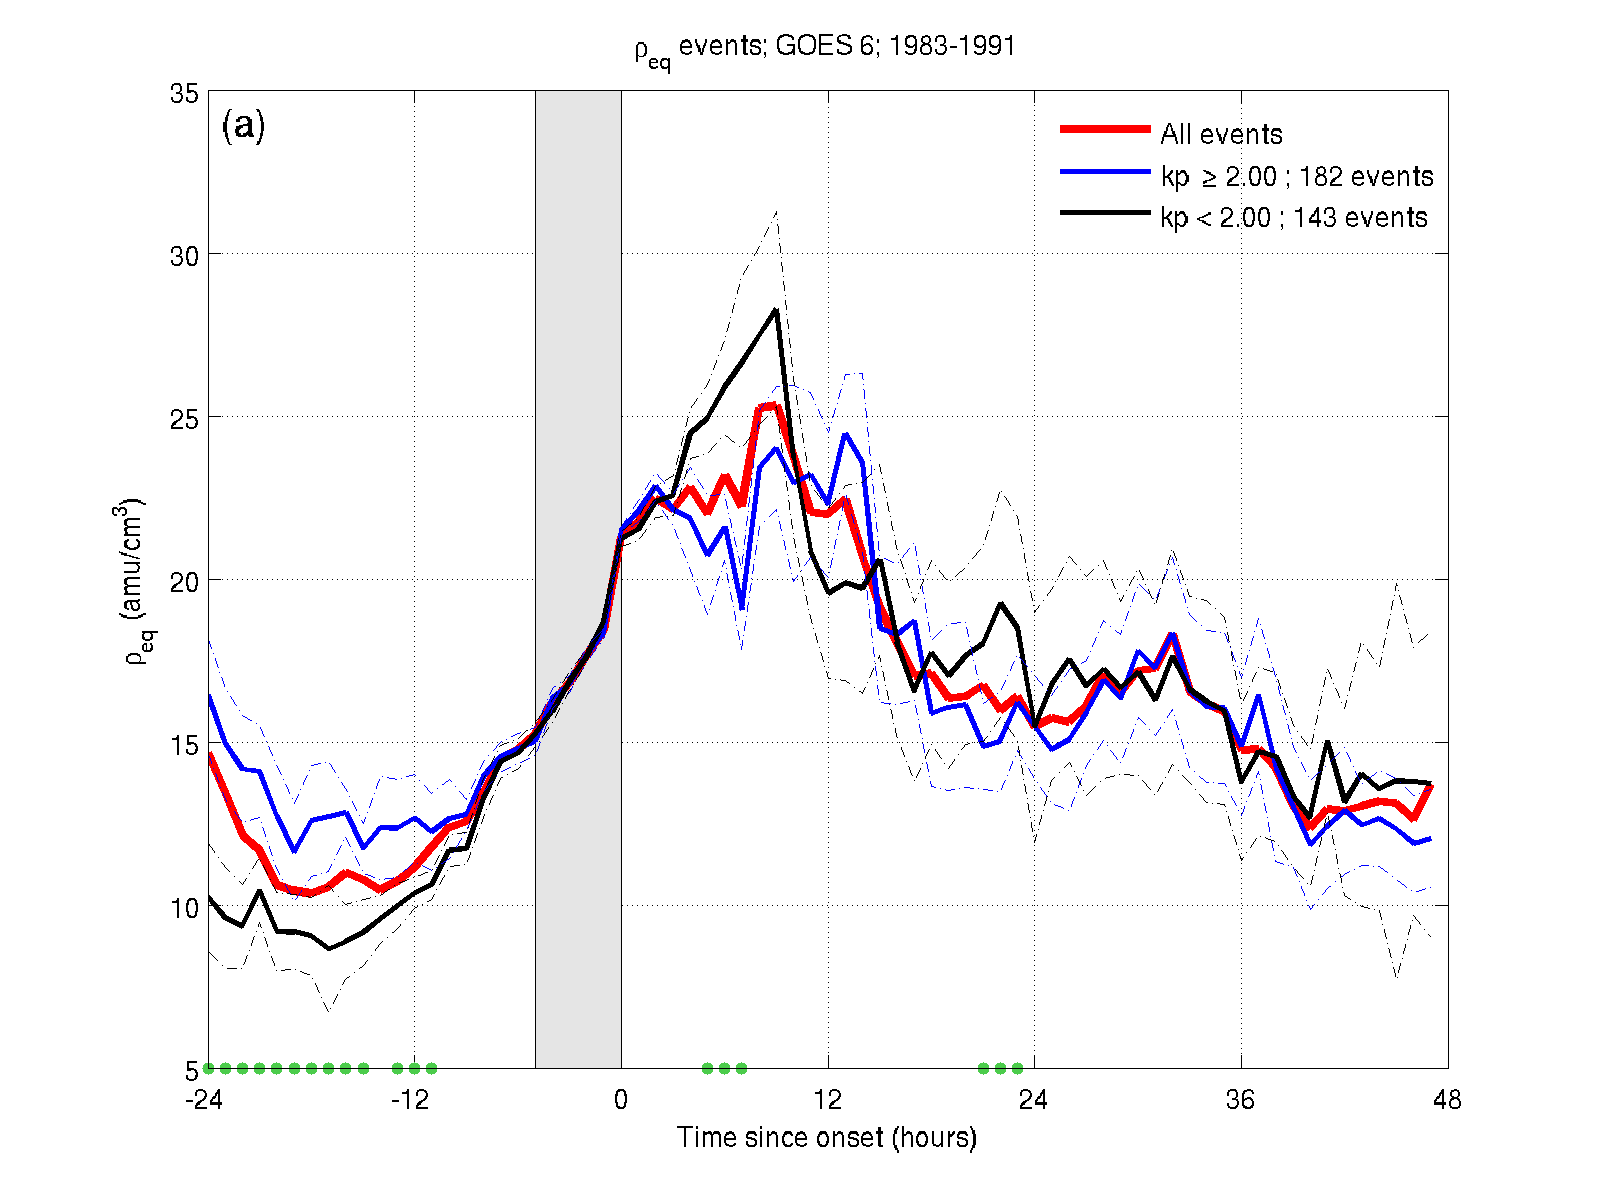 ρeq events; GOES 6; 1983-1991
(a)
All events
kp ≥ 2.00 ; 182 events
kp < 2.00 ; 143 events
35
30
25
20
15
10
5
ρeq (amu/cm3)
-24 -12 0 12 24 36 48
Time since onset (hours)